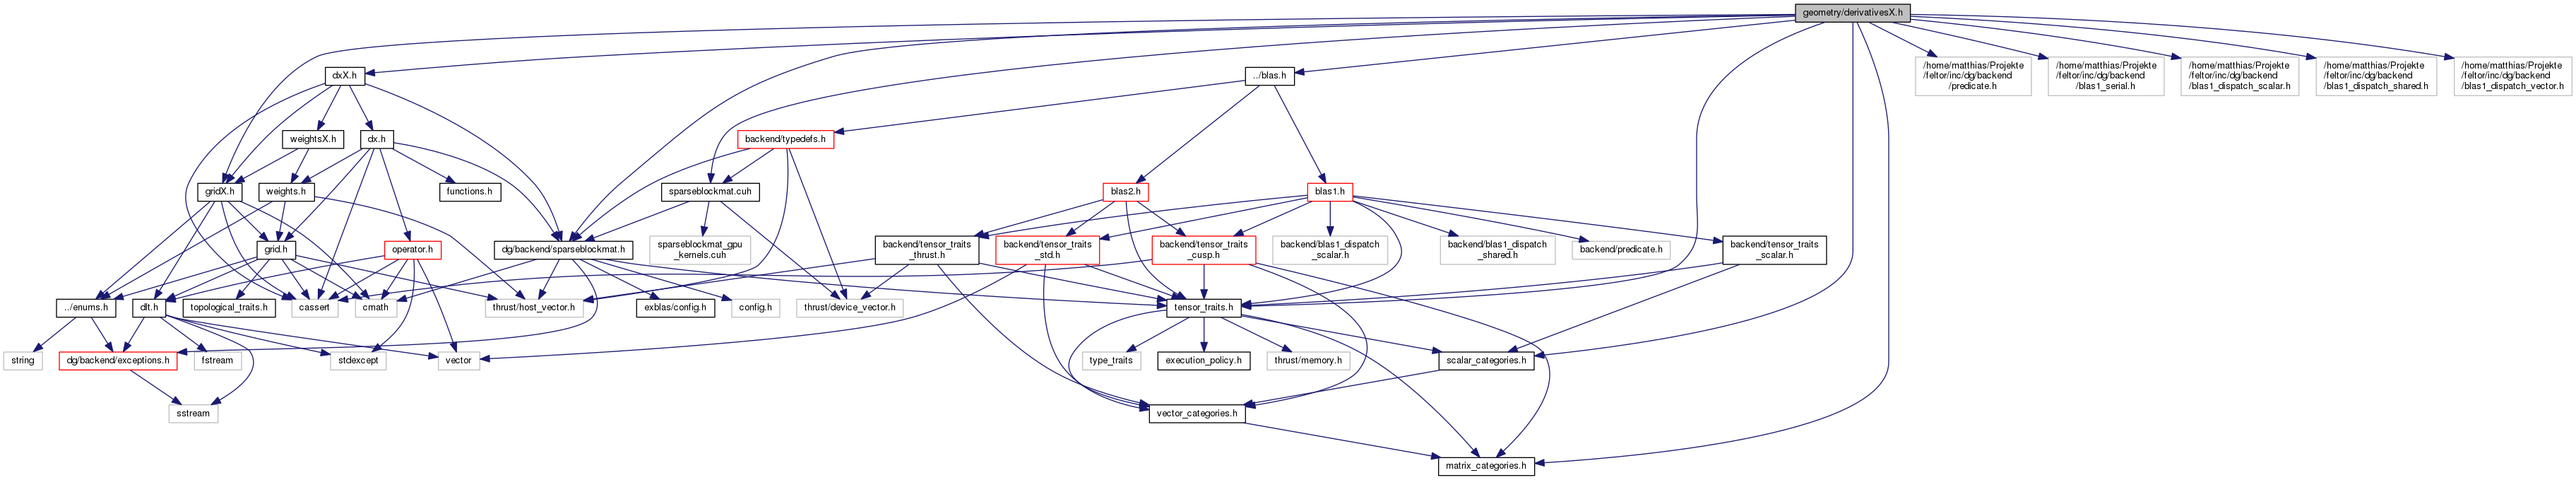 geometry/derivativesX.h
dxX.h
../blas.h
/home/matthias/Projekte
/feltor/inc/dg/backend
/predicate.h
/home/matthias/Projekte
/feltor/inc/dg/backend
/blas1_serial.h
/home/matthias/Projekte
/feltor/inc/dg/backend
/blas1_dispatch_scalar.h
/home/matthias/Projekte
/feltor/inc/dg/backend
/blas1_dispatch_shared.h
/home/matthias/Projekte
/feltor/inc/dg/backend
/blas1_dispatch_vector.h
weightsX.h
dx.h
backend/typedefs.h
gridX.h
weights.h
functions.h
sparseblockmat.cuh
blas2.h
blas1.h
grid.h
operator.h
dg/backend/sparseblockmat.h
sparseblockmat_gpu
_kernels.cuh
backend/tensor_traits
_thrust.h
backend/tensor_traits
_std.h
backend/tensor_traits
_cusp.h
backend/blas1_dispatch
_scalar.h
backend/blas1_dispatch
_shared.h
backend/predicate.h
backend/tensor_traits
_scalar.h
../enums.h
dlt.h
topological_traits.h
cassert
cmath
thrust/host_vector.h
exblas/config.h
config.h
thrust/device_vector.h
tensor_traits.h
string
dg/backend/exceptions.h
fstream
stdexcept
vector
type_traits
execution_policy.h
thrust/memory.h
scalar_categories.h
sstream
vector_categories.h
matrix_categories.h